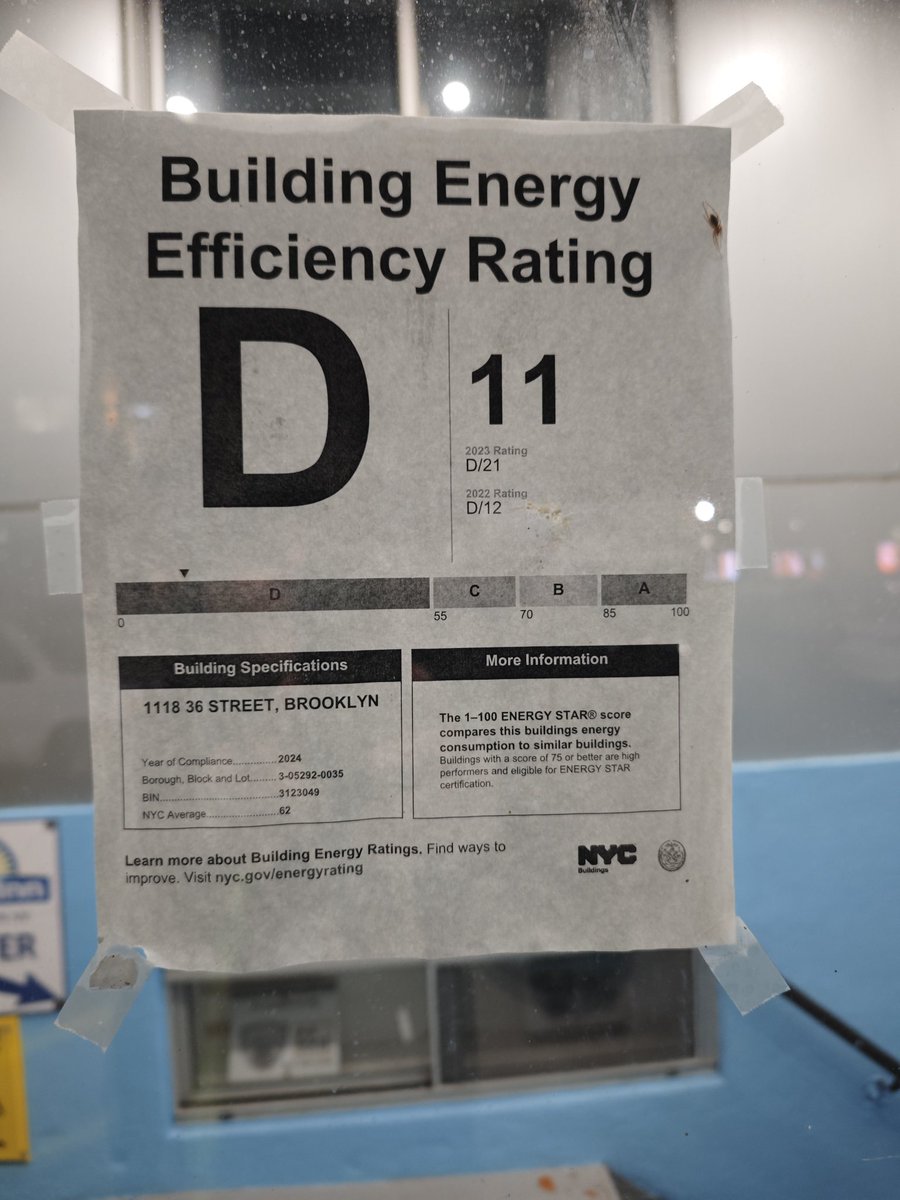 Building Energy
Efficiency Rating
D
11
2023 Rating
D/21
2022 Rating
D/12
D
C
B
A
0
55
70
85
100
Building Specifications
1118 36 STREET, BROOKLYN
Year of Compliance..............2024
Borough, Block and Lot.........3-05292-0035
BIN.......................................3123049
NYC Average........................62
More Information
The 1–100 ENERGY STAR® score
compares this buildings energy
consumption to similar buildings.
Buildings with a score of 75 or better are high
performers and eligible for ENERGY STAR
certification.
Learn more about Building Energy Ratings. Find ways to
improve. Visit nyc.gov/energyrating
NYC
Buildings
ER